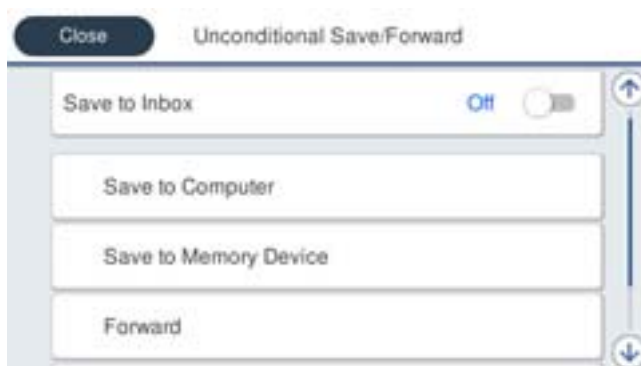 Close Unconditional Save/Forward
Save to Inbox Off
Save to Computer
Save to Memory Device
Forward